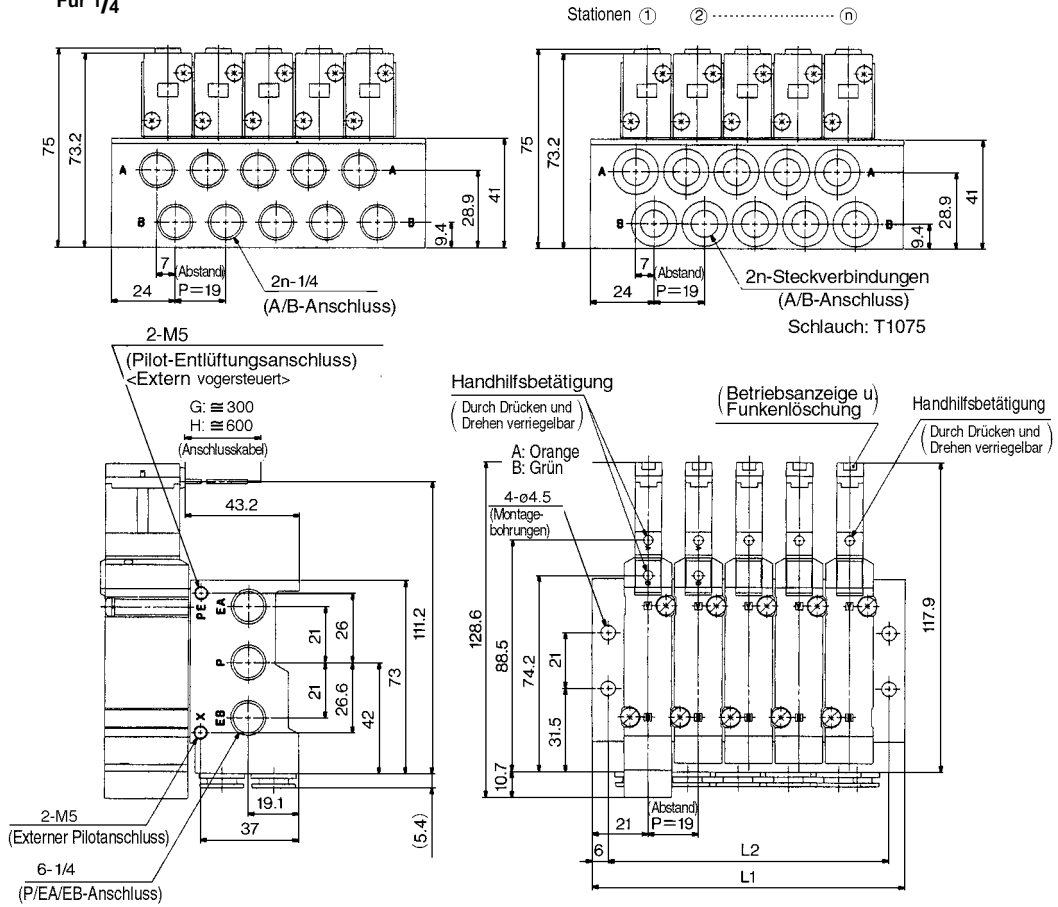 Für 1/4
Stationen 1 2 n
75
73.2
A
A
B
B
41
28.9
9.4
7
(Abstand)
24
P=19
2n-1/4
(A/B-Anschluss)
75
73.2
A
A
B
B
41
28.9
9.4
7
(Abstand)
24
P=19
2n-Steckverbindungen
(A/B-Anschluss)
Schlauch: T1075
2-M5
(Pilot-Entlüftungsanschluss)
<Extern vogersteuert>
G: ≅300
H: ≅600
(Anschlusskabel)
43.2
PE
EA
P
X
EB
21
26
21
26.6
42
73
111.2
19.1
37
(5.4)
2-M5
(Externer Pilotanschluss)
6-1/4
(P/EA/EB-Anschluss)
Handhilfsbetätigung
(Durch Drücken und
Drehen verriegelbar)
A: Orange
B: Grün
4-ø4.5
(Montage-
bohrungen)
(Betriebsanzeige u.
Funkenlöschung)
Handhilfsbetätigung
(Durch Drücken und
Drehen verriegelbar)
128.6
88.5
74.2
21
31.5
10.7
117.9
21
(Abstand)
P=19
6
L2
L1